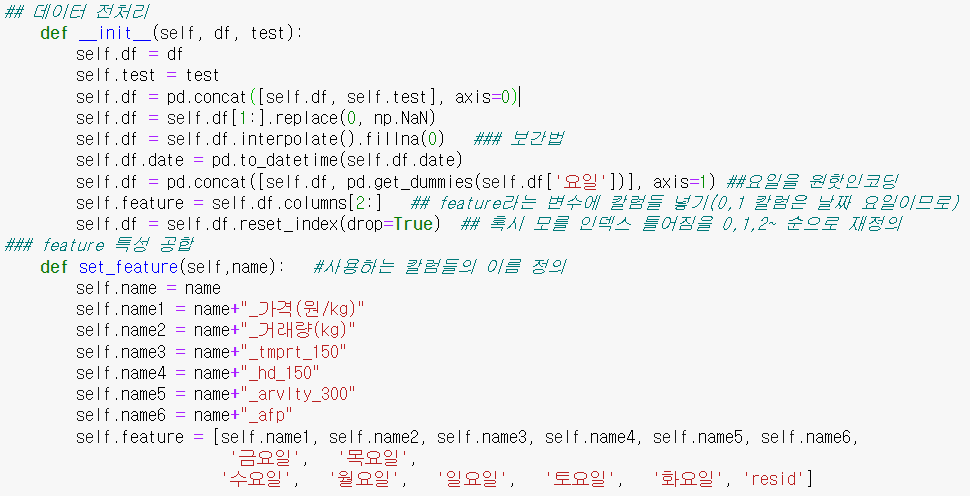 ## 데이터 전처리
    def __init__(self, df, test):
        self.df = df
        self.test = test
        self.df = pd.concat([self.df, self.test], axis=0)
        self.df = self.df[1:].replace(0, np.NaN)
        self.df = self.df.interpolate().fillna(0)   ### 보간법
        self.df.date = pd.to_datetime(self.df.date)
        self.df = pd.concat([self.df, pd.get_dummies(self.df['요일'])], axis=1) ##요일을 원핫인코딩
        self.feature = self.df.columns[2:]   ## feature라는 변수에 칼럼들 넣기(0,1 칼럼은 날짜 요일이므로)
        self.df = self.df.reset_index(drop=True)  ## 혹시 모를 인덱스 틀어짐을 0,1,2~ 순으로 재정의
### feature 특성 공합
    def set_feature(self,name):   #사용하는 칼럼들의 이름 정의
        self.name = name
        self.name1 = name+"_가격(원/kg)"
        self.name2 = name+"_거래량(kg)"
        self.name3 = name+"_tmprt_150"
        self.name4 = name+"_hd_150"
        self.name5 = name+"_arvlty_300"
        self.name6 = name+"_afp"
        self.feature = [self.name1, self.name2, self.name3, self.name4, self.name5, self.name6,
                        '금요일',   '목요일',
                       '수요일',   '월요일',   '일요일',   '토요일',   '화요일', 'resid']